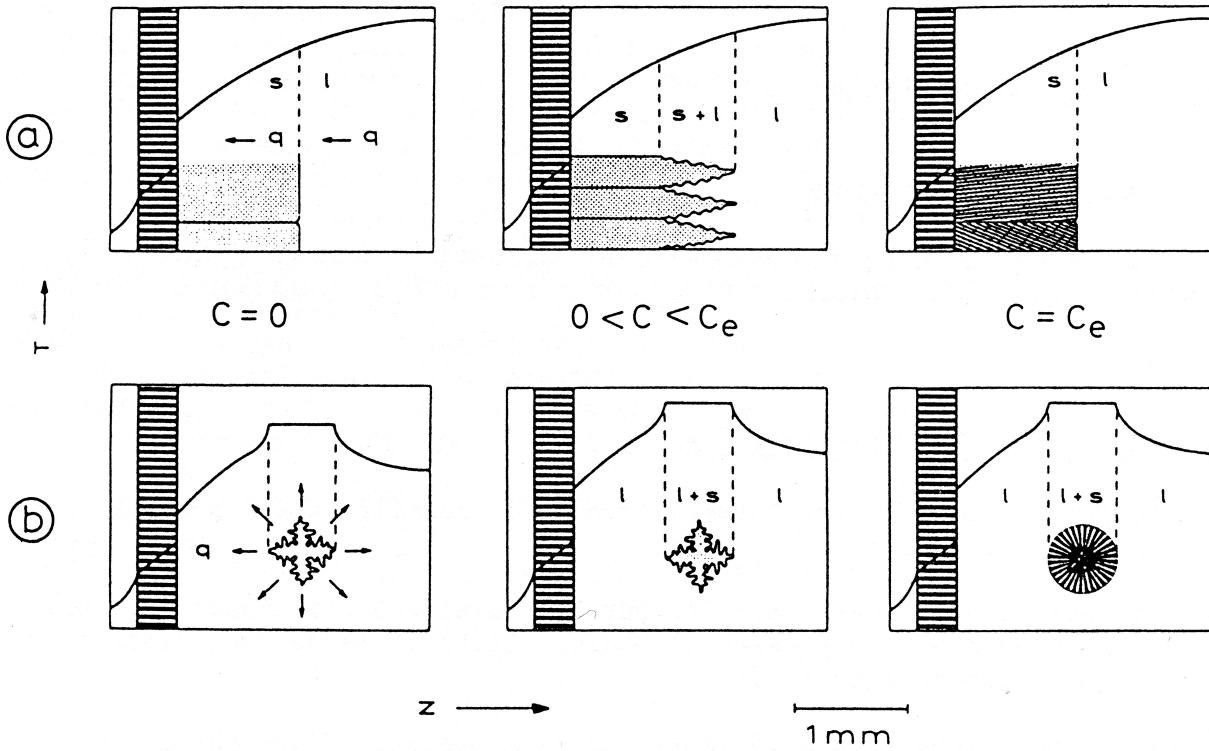 ⓐ
s l
← q ← q
s s + l l
s l
T →
C = 0
0 < C < Cₑ
C = Cₑ
ⓑ
q
l l + s l
l l + s l
z →
1mm